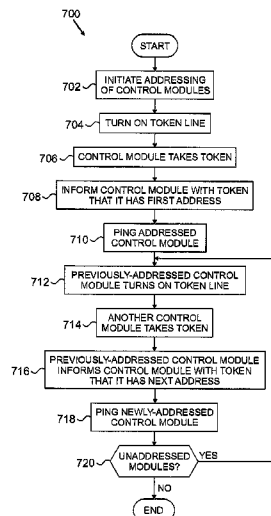 700
START
702
INITIATE ADDRESSING
OF CONTROL MODULES
704
TURN ON TOKEN LINE
706
CONTROL MODULE TAKES TOKEN
708
INFORM CONTROL MODULE WITH TOKEN
THAT IT HAS FIRST ADDRESS
710
PING ADDRESSED
CONTROL MODULE
712
PREVIOUSLY-ADDRESSED CONTROL
MODULE TURNS ON TOKEN LINE
714
ANOTHER CONTROL
MODULE TAKES TOKEN
716
PREVIOUSLY-ADDRESSED CONTROL MODULE
INFORMS CONTROL MODULE WITH TOKEN
THAT IT HAS NEXT ADDRESS
718
PING NEWLY-ADDRESSED
CONTROL MODULE
720
UNADDRESSED
MODULES?
YES
NO
END